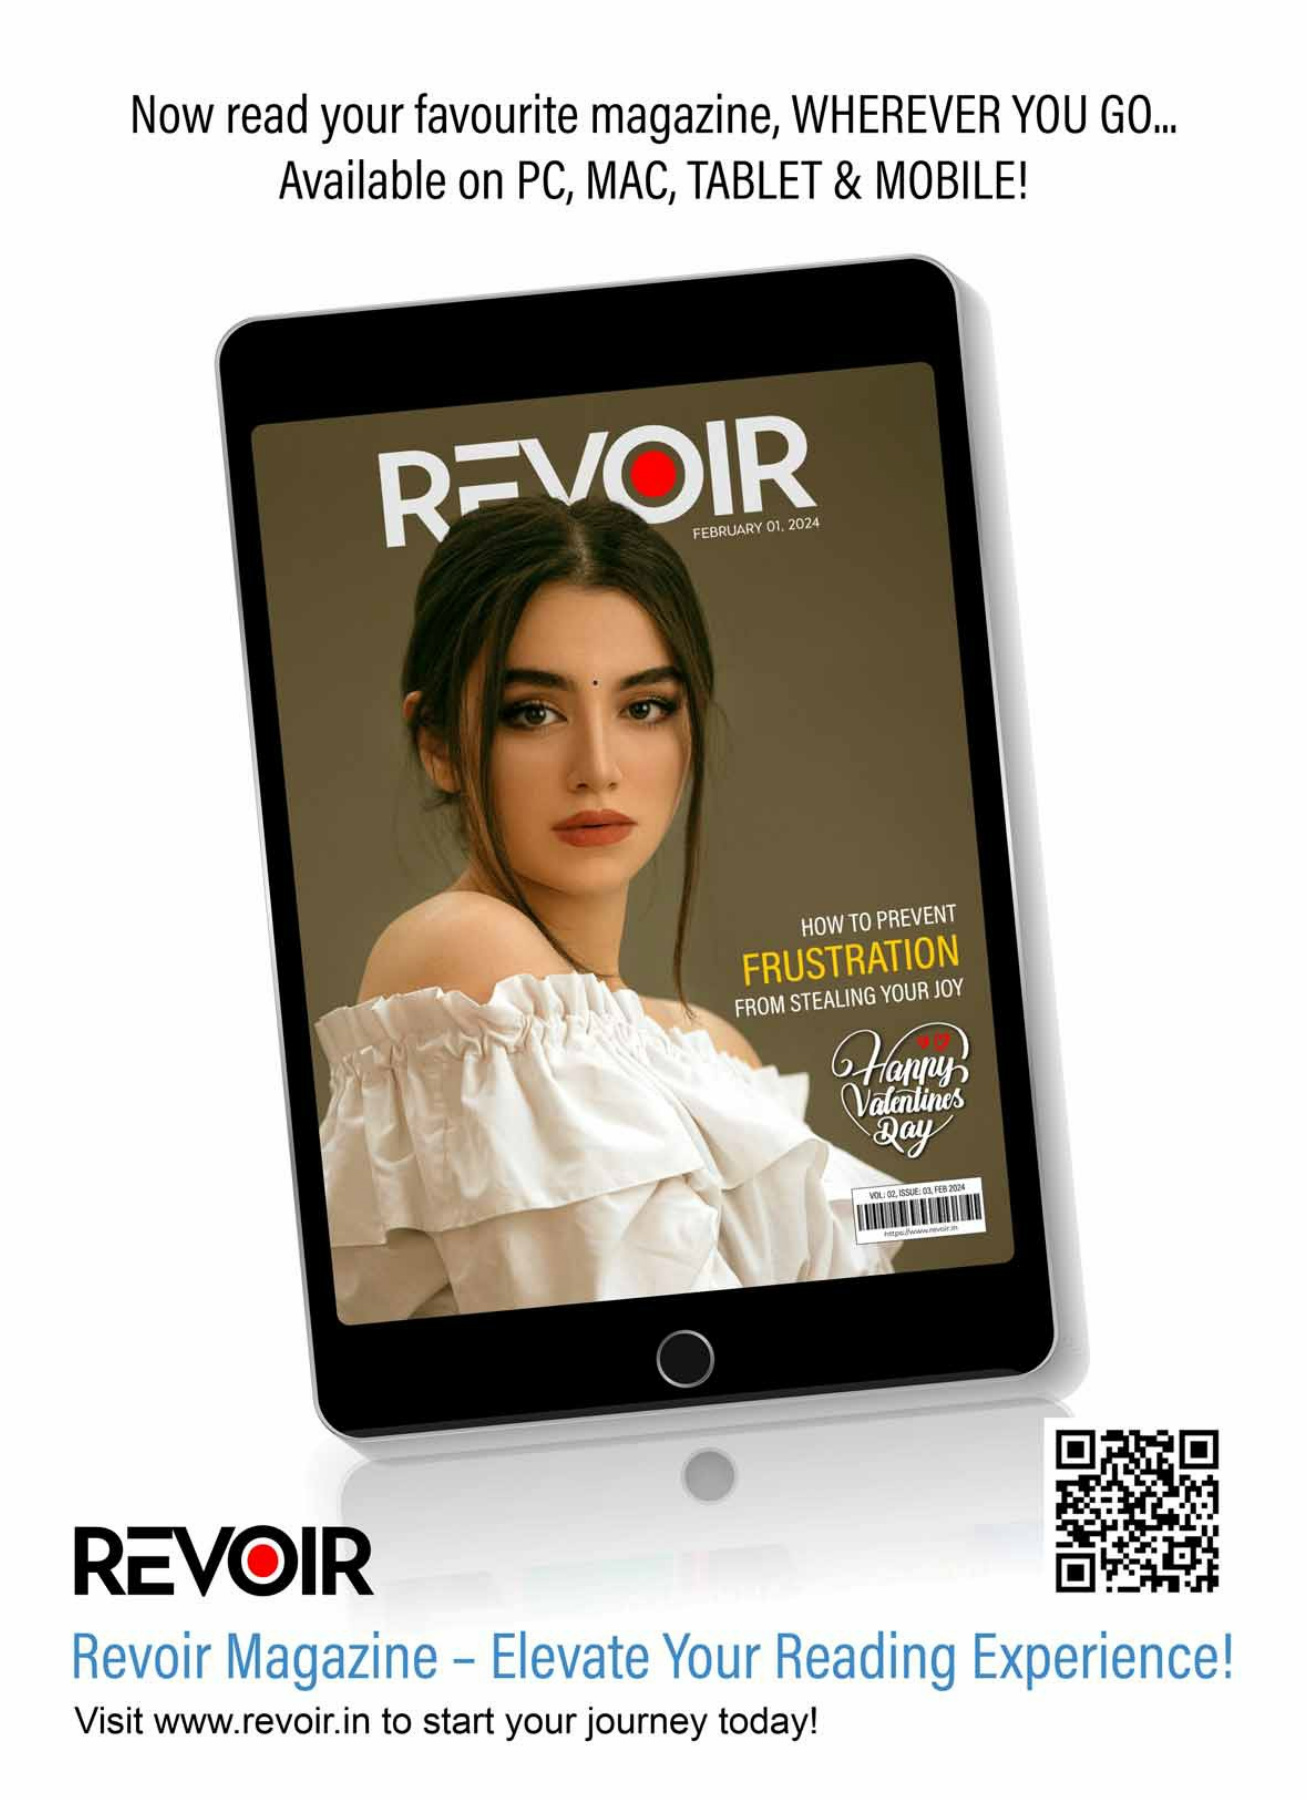 Now read your favourite magazine, WHEREVER YOU GO...
Available on PC, MAC, TABLET & MOBILE!
REVOIR
FEBRUARY 01, 2024
HOW TO PREVENT
FRUSTRATION
FROM STEALING YOUR JOY
Happy
Valentines
Day
VOL: 02, ISSUE: 03, FEB 2024
https://www.revoir.in
REVOIR
Revoir Magazine – Elevate Your Reading Experience!
Visit www.revoir.in to start your journey today!